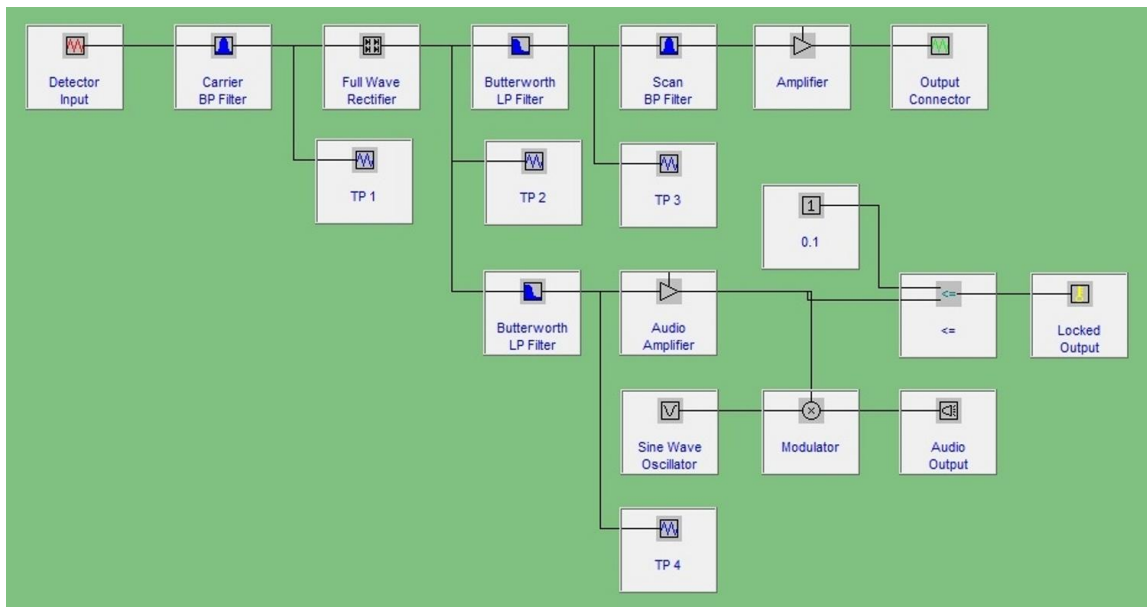 Detector
Input
Carrier
BP Filter
Full Wave
Rectifier
Butterworth
LP Filter
Scan
BP Filter
Amplifier
Output
Connector
TP 1
TP 2
TP 3
1
0.1
Butterworth
LP Filter
Audio
Amplifier
<=
<=
Locked
Output
Sine Wave
Oscillator
Modulator
Audio
Output
TP 4